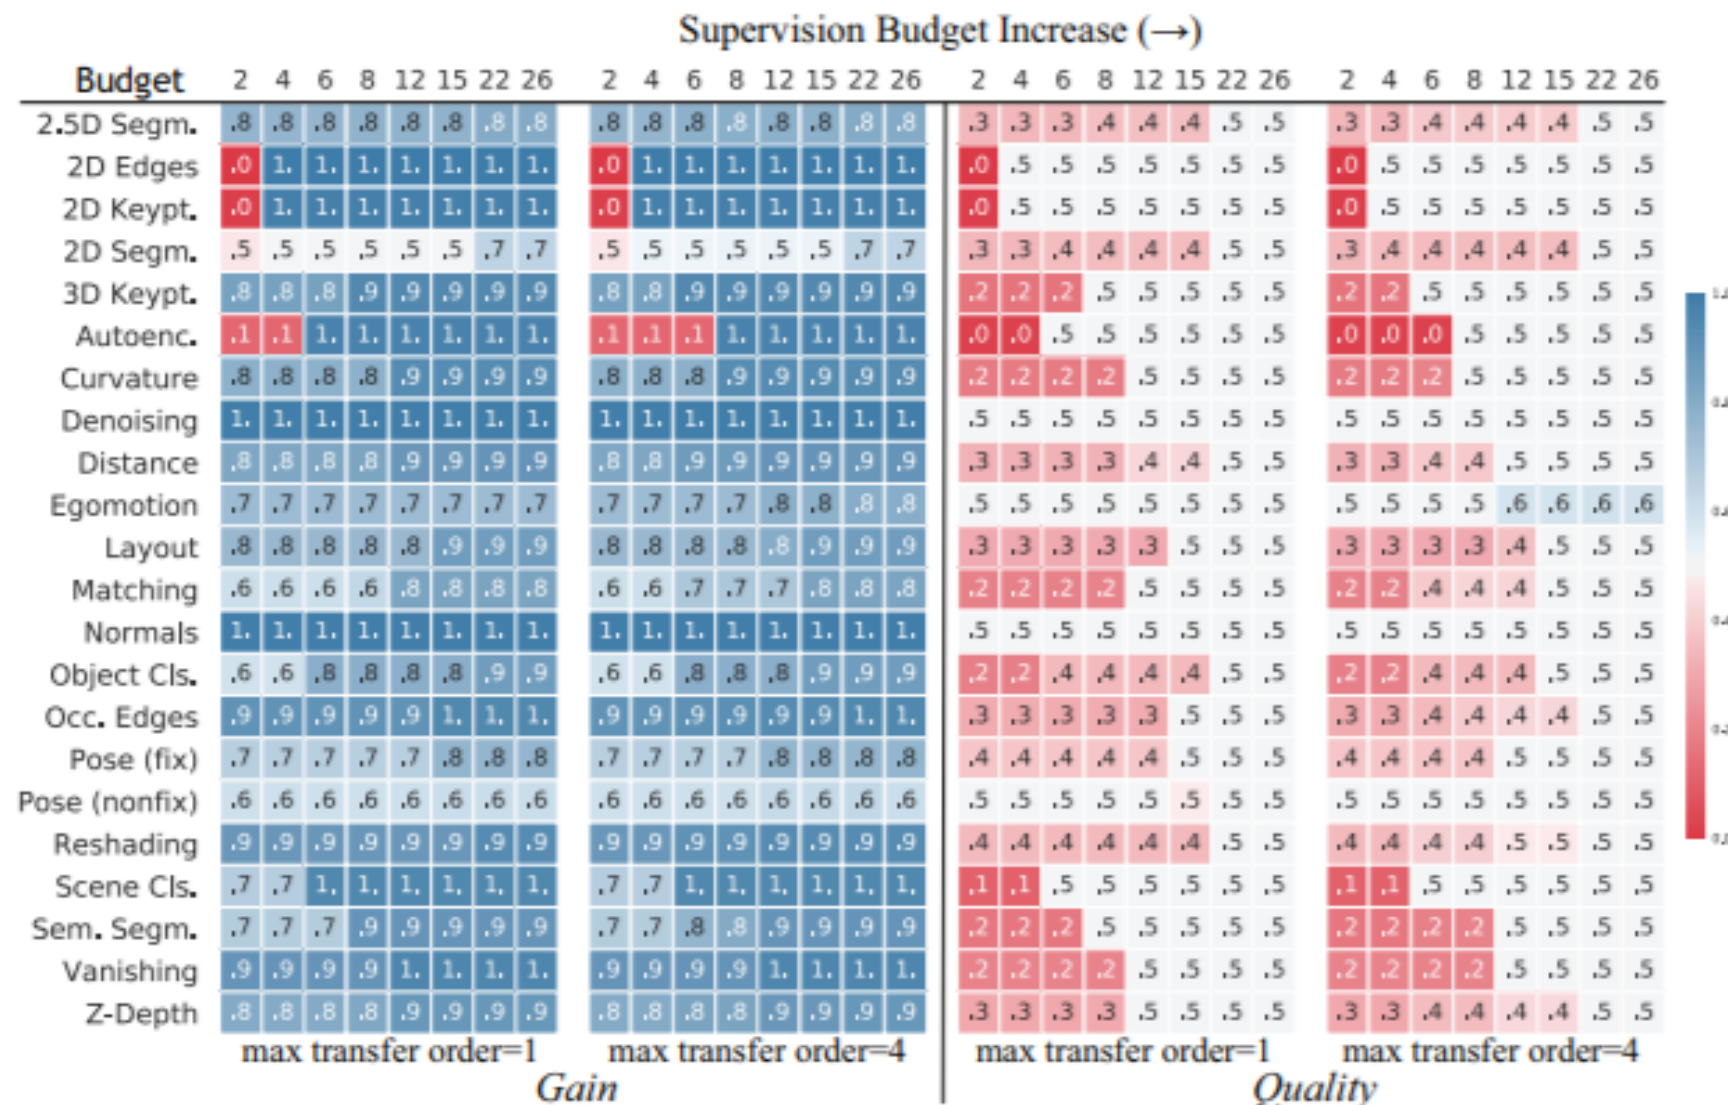 Supervision Budget Increase (→)
Budget 2 4 6 8 12 15 22 26 2 4 6 8 12 15 22 26 2 4 6 8 12 15 22 26 2 4 6 8 12 15 22 26
2.5D Segm. .8 .8 .8 .8 .8 .8 .8 .8 .8 .8 .8 .8 .8 .8 .8 .8 .3 .3 .3 .4 .4 .4 .5 .5 .3 .3 .4 .4 .4 .4 .5 .5
2D Edges .0 1. 1. 1. 1. 1. 1. 1. .0 1. 1. 1. 1. 1. 1. 1. .0 .5 .5 .5 .5 .5 .5 .5 .0 .5 .5 .5 .5 .5 .5 .5
2D Keypt. .0 1. 1. 1. 1. 1. 1. 1. .0 1. 1. 1. 1. 1. 1. 1. .0 .5 .5 .5 .5 .5 .5 .5 .0 .5 .5 .5 .5 .5 .5 .5
2D Segm. .5 .5 .5 .5 .5 .5 .7 .7 .5 .5 .5 .5 .5 .5 .7 .7 .3 .3 .4 .4 .4 .4 .5 .5 .3 .4 .4 .4 .4 .4 .5 .5
3D Keypt. .8 .8 .8 .9 .9 .9 .9 .9 .8 .8 .9 .9 .9 .9 .9 .9 .2 .2 .2 .5 .5 .5 .5 .5 .2 .2 .5 .5 .5 .5 .5 .5
Autoenc. .1 .1 1. 1. 1. 1. 1. 1. .1 .1 .1 1. 1. 1. 1. 1. .0 .0 .5 .5 .5 .5 .5 .5 .0 .0 .0 .5 .5 .5 .5 .5
Curvature .8 .8 .8 .8 .9 .9 .9 .9 .8 .8 .8 .9 .9 .9 .9 .9 .2 .2 .2 .2 .5 .5 .5 .5 .2 .2 .2 .5 .5 .5 .5 .5
Denoising 1. 1. 1. 1. 1. 1. 1. 1. 1. 1. 1. 1. 1. 1. 1. 1. .5 .5 .5 .5 .5 .5 .5 .5 .5 .5 .5 .5 .5 .5 .5 .5
Distance .8 .8 .8 .8 .9 .9 .9 .9 .8 .8 .9 .9 .9 .9 .9 .9 .3 .3 .3 .3 .4 .4 .5 .5 .3 .3 .4 .4 .5 .5 .5 .5
Egomotion .7 .7 .7 .7 .7 .7 .7 .7 .7 .7 .7 .7 .8 .8 .8 .8 .5 .5 .5 .5 .5 .5 .5 .5 .5 .5 .5 .5 .6 .6 .6 .6
Layout .8 .8 .8 .8 .8 .9 .9 .9 .8 .8 .8 .8 .8 .9 .9 .9 .3 .3 .3 .3 .3 .5 .5 .5 .3 .3 .3 .3 .4 .5 .5 .5
Matching .6 .6 .6 .6 .8 .8 .8 .8 .6 .6 .7 .7 .7 .8 .8 .8 .2 .2 .2 .2 .5 .5 .5 .5 .2 .2 .4 .4 .4 .5 .5 .5
Normals 1. 1. 1. 1. 1. 1. 1. 1. 1. 1. 1. 1. 1. 1. 1. 1. .5 .5 .5 .5 .5 .5 .5 .5 .5 .5 .5 .5 .5 .5 .5 .5
Object Cls. .6 .6 .8 .8 .8 .8 .9 .9 .6 .6 .8 .8 .8 .9 .9 .9 .2 .2 .4 .4 .4 .4 .5 .5 .2 .2 .4 .4 .4 .5 .5 .5
Occ. Edges .9 .9 .9 .9 .9 1. 1. 1. .9 .9 .9 .9 .9 .9 1. 1. .3 .3 .3 .3 .3 .5 .5 .5 .3 .3 .4 .4 .4 .4 .5 .5
Pose (fix) .7 .7 .7 .7 .7 .8 .8 .8 .7 .7 .7 .7 .8 .8 .8 .8 .4 .4 .4 .4 .4 .5 .5 .5 .4 .4 .4 .4 .5 .5 .5 .5
Pose (nonfix) .6 .6 .6 .6 .6 .6 .6 .6 .6 .6 .6 .6 .6 .6 .6 .6 .5 .5 .5 .5 .5 .5 .5 .5 .5 .5 .5 .5 .5 .5 .5 .5
Reshading .9 .9 .9 .9 .9 .9 .9 .9 .9 .9 .9 .9 .9 .9 .9 .9 .4 .4 .4 .4 .4 .4 .5 .5 .4 .4 .4 .4 .5 .5 .5 .5
Scene Cls. .7 .7 1. 1. 1. 1. 1. 1. .7 .7 1. 1. 1. 1. 1. 1. .1 .1 .5 .5 .5 .5 .5 .5 .1 .1 .5 .5 .5 .5 .5 .5
Sem. Segm. .7 .7 .7 .9 .9 .9 .9 .9 .7 .7 .8 .8 .9 .9 .9 .9 .2 .2 .2 .5 .5 .5 .5 .5 .2 .2 .2 .2 .5 .5 .5 .5
Vanishing .9 .9 .9 .9 1. 1. 1. 1. .9 .9 .9 .9 1. 1. 1. 1. .2 .2 .2 .2 .5 .5 .5 .5 .2 .2 .2 .2 .5 .5 .5 .5
Z-Depth .8 .8 .8 .8 .9 .9 .9 .9 .8 .8 .8 .8 .9 .9 .9 .9 .3 .3 .3 .3 .5 .5 .5 .5 .3 .3 .4 .4 .4 .4 .5 .5
max transfer order=1 max transfer order=4 max transfer order=1 max transfer order=4
Gain Quality